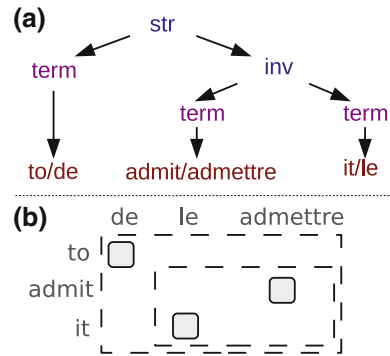 (a) str
term inv
term term
to/de admit/admettre it/le
(b) de le admettre
to
admit
it